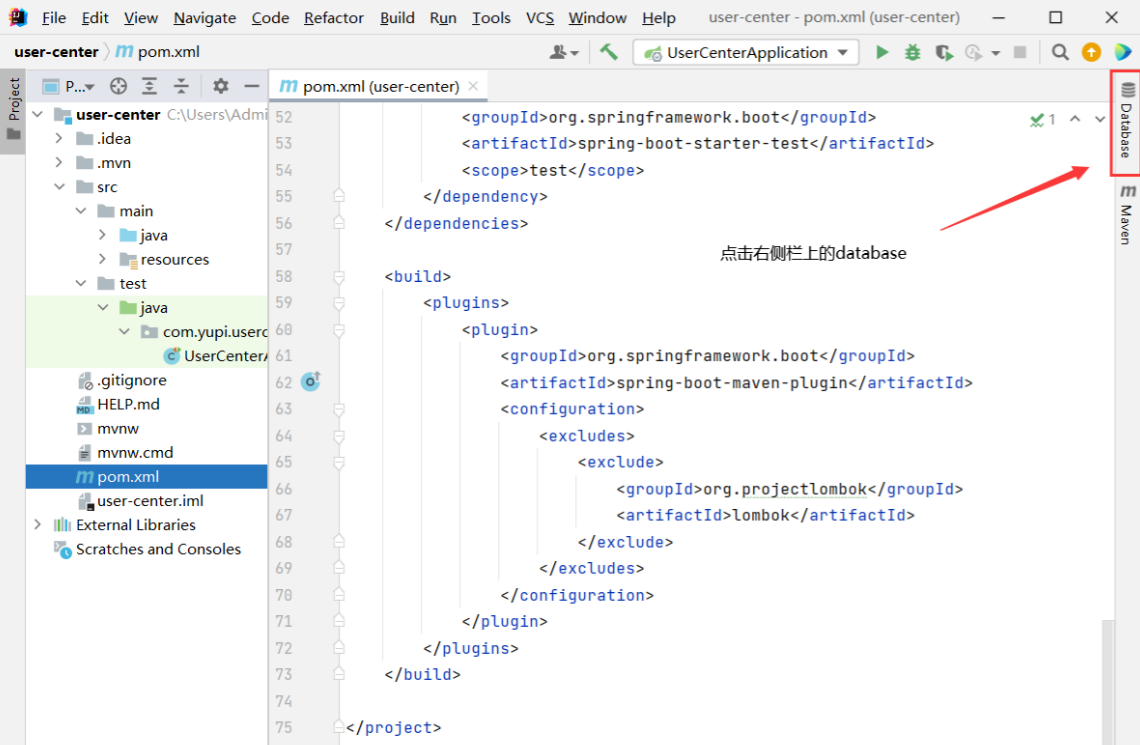 File Edit View Navigate Code Refactor Build Run Tools VCS Window Help user-center - pom.xml (user-center)
user-center pom.xml UserCenterApplication
Project
P...
pom.xml (user-center)
user-center C:\Users\Admi
.idea
.mvn
src
main
java
resources
test
java
com.yupi.userc
UserCenterA
.gitignore
HELP.md
mvnw
mvnw.cmd
pom.xml
user-center.iml
External Libraries
Scratches and Consoles
1
52 <groupId>org.springframework.boot</groupId>
53 <artifactId>spring-boot-starter-test</artifactId>
54 <scope>test</scope>
55 </dependency>
56 </dependencies>
57
58 <build>
59 <plugins>
60 <plugin>
61 <groupId>org.springframework.boot</groupId>
62 <artifactId>spring-boot-maven-plugin</artifactId>
63 <configuration>
64 <excludes>
65 <exclude>
66 <groupId>org.projectlombok</groupId>
67 <artifactId>lombok</artifactId>
68 </exclude>
69 </excludes>
70 </configuration>
71 </plugin>
72 </plugins>
73 </build>
74
75 </project>
点击右侧栏上的database
Database
Maven